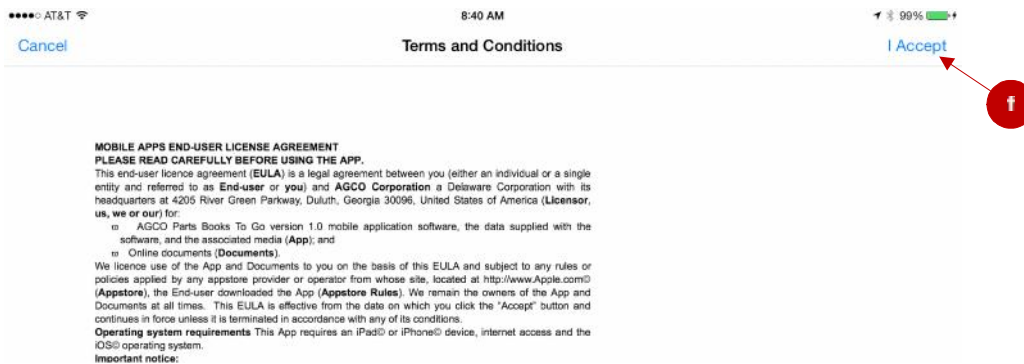 AT&T 8:40 AM 99%
Cancel Terms and Conditions I Accept
f
MOBILE APPS END-USER LICENSE AGREEMENT
PLEASE READ CAREFULLY BEFORE USING THE APP.
This end-user licence agreement (EULA) is a legal agreement between you (either an individual or a single
entity and referred to as End-user or you) and AGCO Corporation a Delaware Corporation with its
headquarters at 4205 River Green Parkway, Duluth, Georgia 30096, United States of America (Licensor,
us, we or our) for:
AGCO Parts Books To Go version 1.0 mobile application software, the data supplied with the
software, and the associated media (App); and
Online documents (Documents).
We licence use of the App and Documents to you on the basis of this EULA and subject to any rules or
policies applied by any appstore provider or operator from whose site, located at http://www.Apple.com©
(Appstore), the End-user downloaded the App (Appstore Rules). We remain the owners of the App and
Documents at all times. This EULA is effective from the date on which you click the "Accept" button and
continues in force unless it is terminated in accordance with any of its conditions.
Operating system requirements This App requires an iPad© or iPhone© device, internet access and the
iOS© operating system.
Important notice: